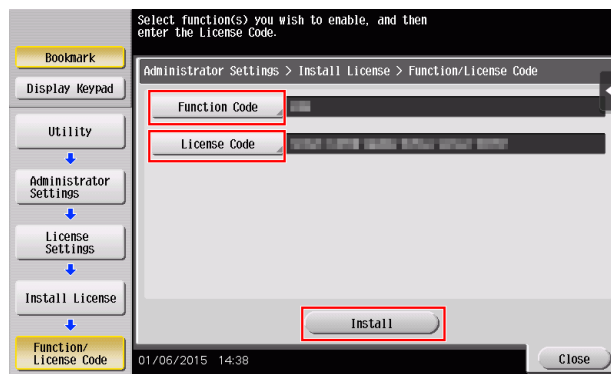 Select function(s) you wish to enable, and then
enter the License Code.
Bookmark
Display Keypad
Utility
Administrator
Settings
License
Settings
Install License
Function/
License Code
Administrator Settings > Install License > Function/License Code
Function Code
License Code
Install
01/06/2015 14:38
Close